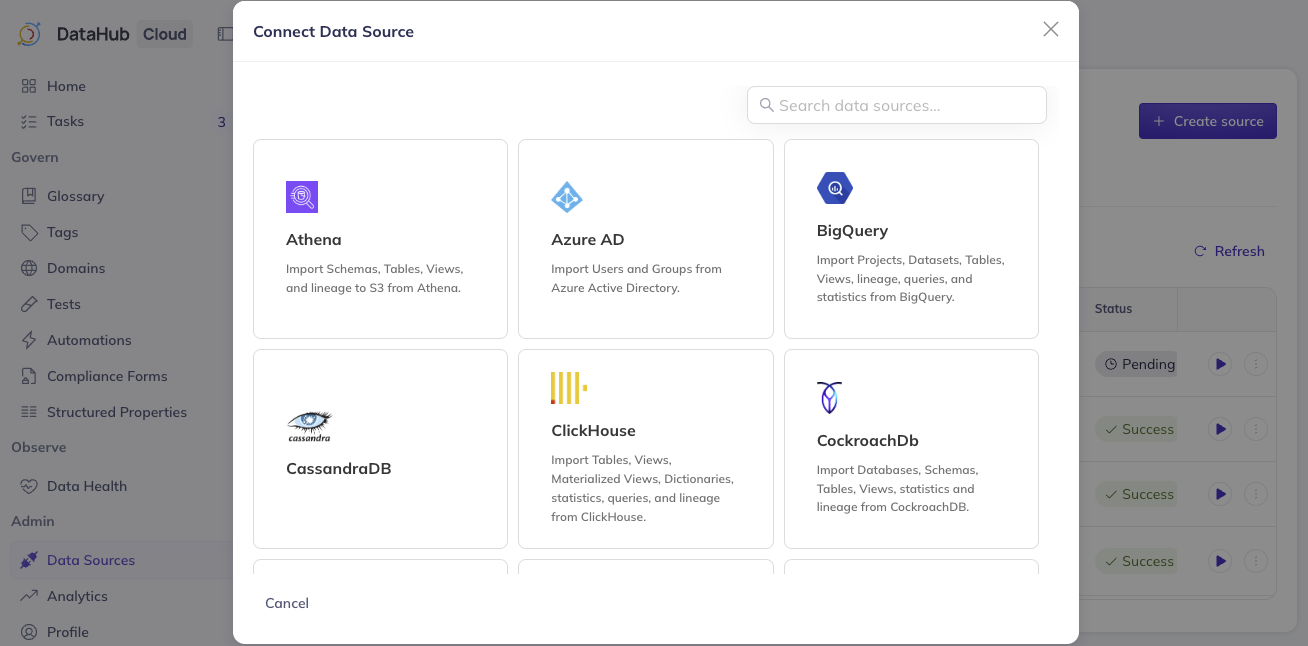 DataHub Cloud
Home
Tasks 3
Govern
Glossary
Tags
Domains
Tests
Automations
Compliance Forms
Structured Properties
Observe
Data Health
Admin
Data Sources
Analytics
Profile
Connect Data Source
Search data sources...
Athena
Import Schemas, Tables, Views,
and lineage to S3 from Athena.
Azure AD
Import Users and Groups from
Azure Active Directory.
BigQuery
Import Projects, Datasets, Tables,
Views, lineage, queries, and
statistics from BigQuery.
cassandra
CassandraDB
ClickHouse
Import Tables, Views,
Materialized Views, Dictionaries,
statistics, queries, and lineage
from ClickHouse.
CockroachDb
Import Databases, Schemas,
Tables, Views, statistics and
lineage from CockroachDB.
Cancel
Create source
Refresh
Status
Pending
Success
Success
Success